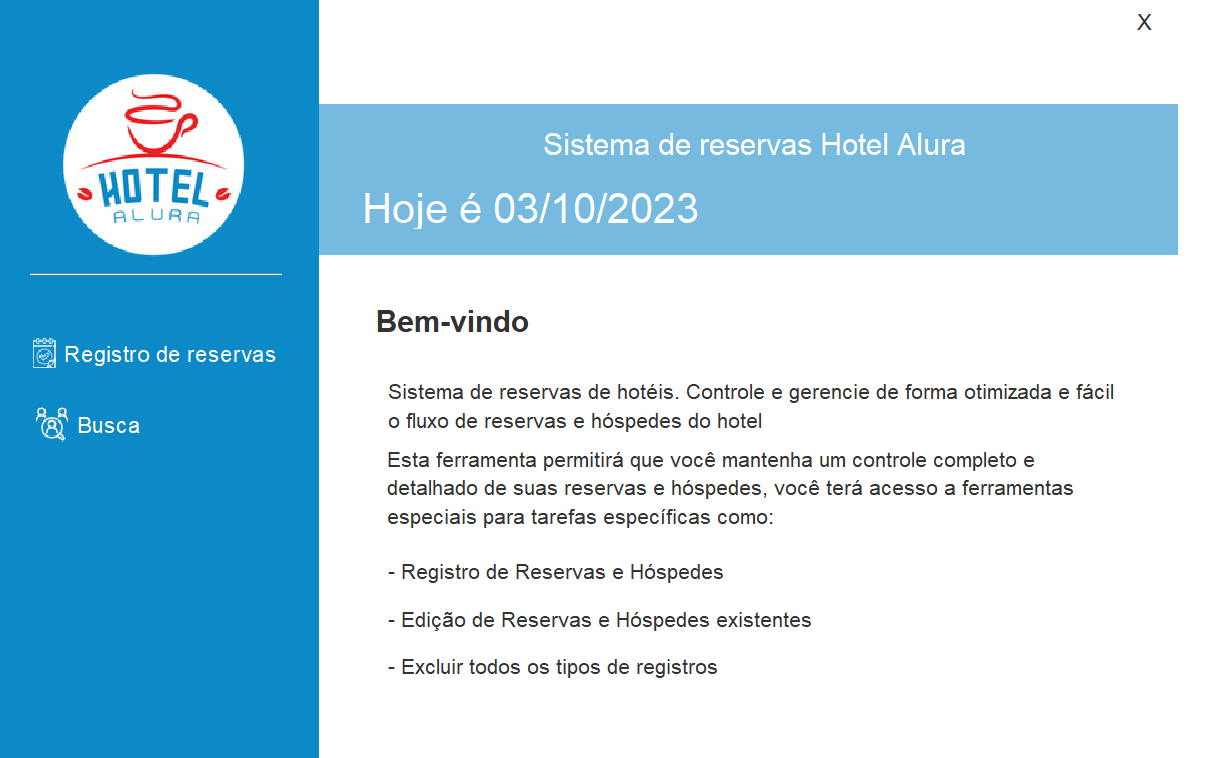 X
HOTEL
ALURA
Registro de reservas
Busca
Sistema de reservas Hotel Alura
Hoje é 03/10/2023
Bem-vindo
Sistema de reservas de hotéis. Controle e gerencie de forma otimizada e fácil
o fluxo de reservas e hóspedes do hotel
Esta ferramenta permitirá que você mantenha um controle completo e
detalhado de suas reservas e hóspedes, você terá acesso a ferramentas
especiais para tarefas específicas como:
- Registro de Reservas e Hóspedes
- Edição de Reservas e Hóspedes existentes
- Excluir todos os tipos de registros